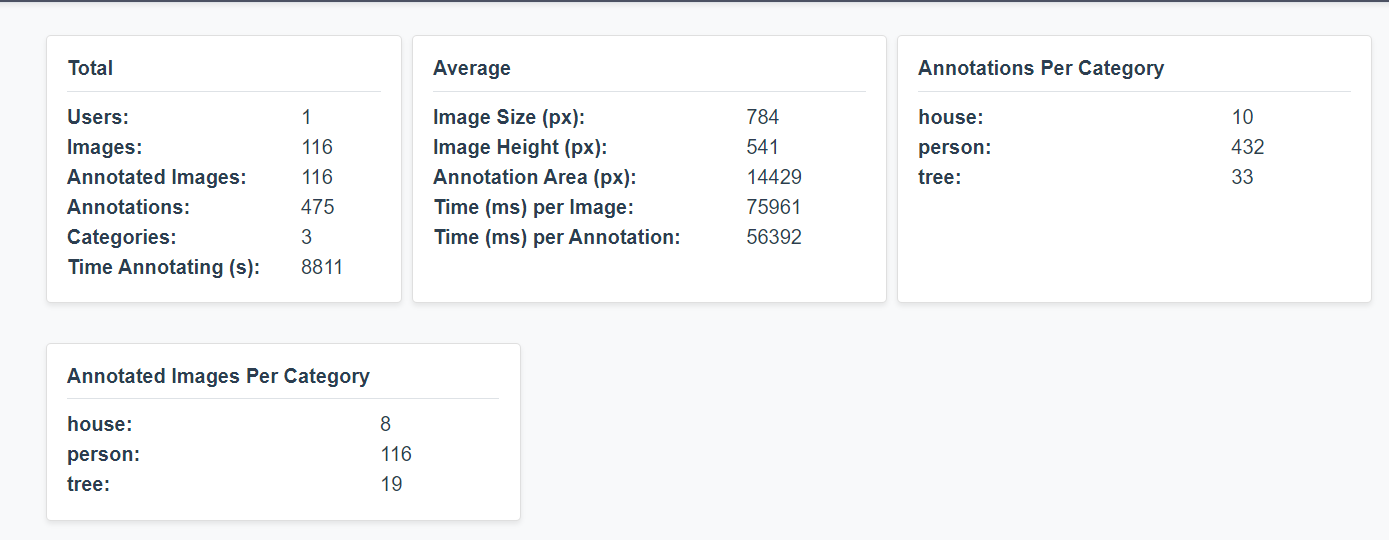 Total
Users: 1
Images: 116
Annotated Images: 116
Annotations: 475
Categories: 3
Time Annotating (s): 8811
Average
Image Size (px): 784
Image Height (px): 541
Annotation Area (px): 14429
Time (ms) per Image: 75961
Time (ms) per Annotation: 56392
Annotations Per Category
house: 10
person: 432
tree: 33
Annotated Images Per Category
house: 8
person: 116
tree: 19